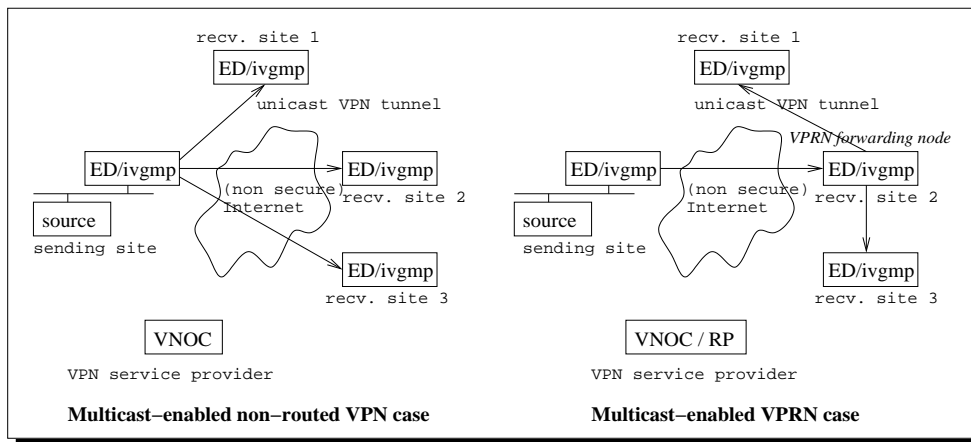 recv. site 1
ED/ivgmp
unicast VPN tunnel
ED/ivgmp
ED/ivgmp
(non secure)
Internet
recv. site 2
source
sending site
ED/ivgmp
recv. site 3
VNOC
VPN service provider
Multicast−enabled non−routed VPN case
recv. site 1
ED/ivgmp
unicast VPN tunnel
VPRN forwarding node
ED/ivgmp
ED/ivgmp
(non secure)
Internet
recv. site 2
source
sending site
ED/ivgmp
recv. site 3
VNOC / RP
VPN service provider
Multicast−enabled VPRN case